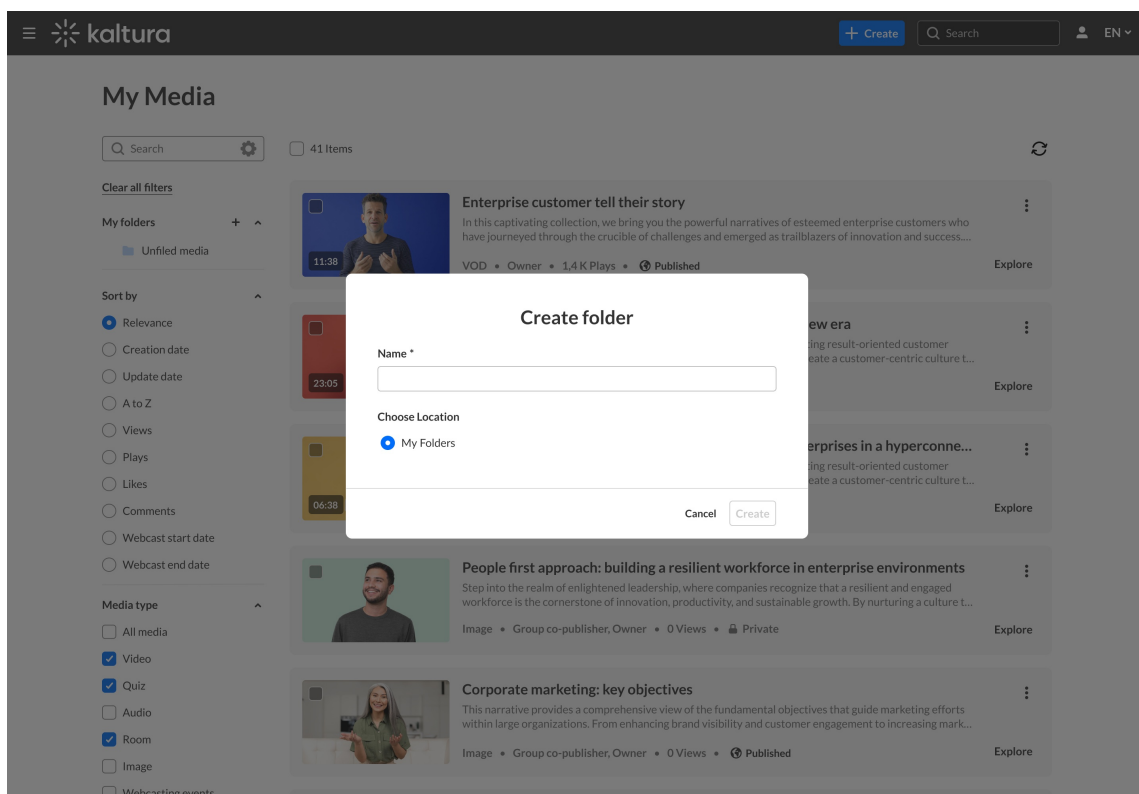 kaltura
+ Create
Search
EN
My Media
Search
41 Items
Clear all filters
My folders
Unfiled media
Sort by
Relevance
Creation date
Update date
A to Z
Views
Plays
Likes
Comments
Webcast start date
Webcast end date
Media type
All media
Video
Quiz
Audio
Room
Image
Webcasting events
Enterprise customer tell their story
In this captivating collection, we bring you the powerful narratives of esteemed enterprise customers who
have journeyed through the crucible of challenges and emerged as trailblazers of innovation and success....
11:38
VOD • Owner • 1,4 K Plays • Published
Explore
ew era
ing result-oriented customer
eate a customer-centric culture t...
23:05
Explore
erprises in a hyperconne...
ing result-oriented customer
eate a customer-centric culture t...
06:38
Explore
Create folder
Name *
Choose Location
My Folders
Cancel
Create
People first approach: building a resilient workforce in enterprise environments
Step into the realm of enlightened leadership, where companies recognize that a resilient and engaged
workforce is the cornerstone of innovation, productivity, and sustainable growth. By nurturing a culture t...
Image • Group co-publisher, Owner • 0 Views • Private
Explore
Corporate marketing: key objectives
This narrative provides a comprehensive view of the fundamental objectives that guide marketing efforts
within large organizations. From enhancing brand visibility and customer engagement to increasing mark...
Image • Group co-publisher, Owner • 0 Views • Published
Explore